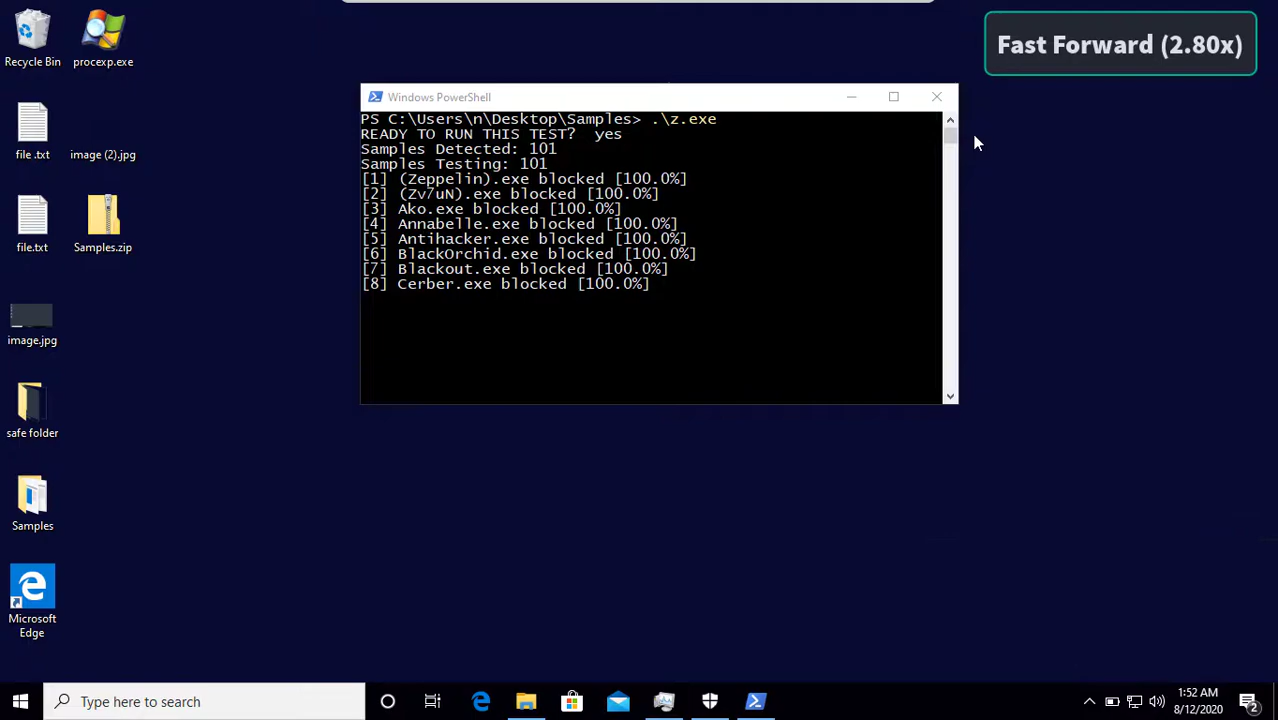 Fast Forward (2.80x)
Recycle Bin
procexp.exe
file .txt
image (2).jpg
file.txt
Samples.zip
image.jpg
safe folder
Samples
Microsoft
Edge
Windows PowerShell
PS C:\Users\n\Desktop\Samples> .\z.exe
READY TO RUN THIS TEST?  yes
Samples Detected: 101
Samples Testing: 101
[1] (Zeppelin).exe blocked [100.0%]
[2] (Zv7uN).exe blocked [100.0%]
[3] Ako.exe blocked [100.0%]
[4] Annabelle.exe blocked [100.0%]
[5] Antihacker.exe blocked [100.0%]
[6] BlackOrchid.exe blocked [100.0%]
[7] Blackout.exe blocked [100.0%]
[8] Cerber.exe blocked [100.0%]
Type here to search
1:52 AM
8/12/2020
2